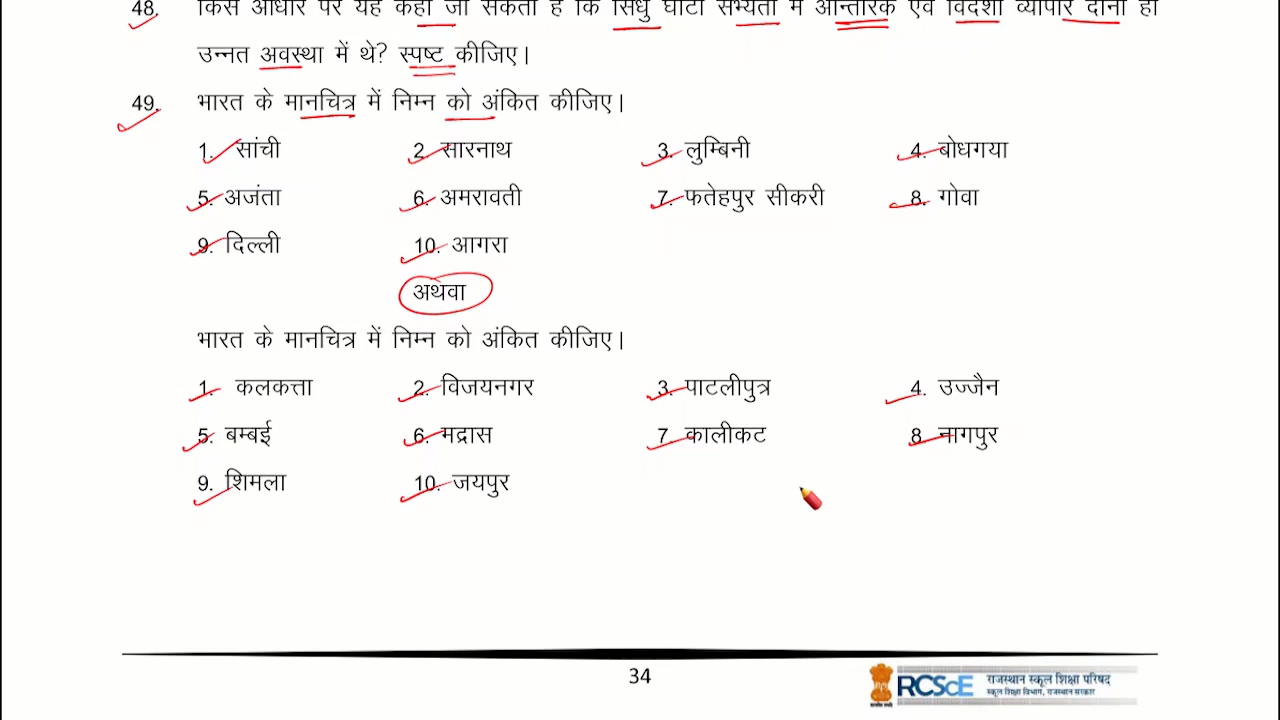 48. किस आधार पर यह कहा जा सकता है कि सिंधु घाटी सभ्यता में आन्तरिक एवं विदेशी व्यापार दोनों ही
उन्नत अवस्था में थे? स्पष्ट कीजिए।
49. भारत के मानचित्र में निम्न को अंकित कीजिए।
1. सांची 2. सारनाथ 3. लुम्बिनी 4. बोधगया
5. अजंता 6. अमरावती 7. फतेहपुर सीकरी 8. गोवा
9. दिल्ली 10. आगरा
अथवा
भारत के मानचित्र में निम्न को अंकित कीजिए।
1. कलकत्ता 2. विजयनगर 3. पाटलीपुत्र 4. उज्जैन
5. बम्बई 6. मद्रास 7. कालीकट 8. नागपुर
9. शिमला 10. जयपुर
34
RCScE राजस्थान स्कूल शिक्षा परिषद
स्कूल शिक्षा विभाग, राजस्थान सरकार